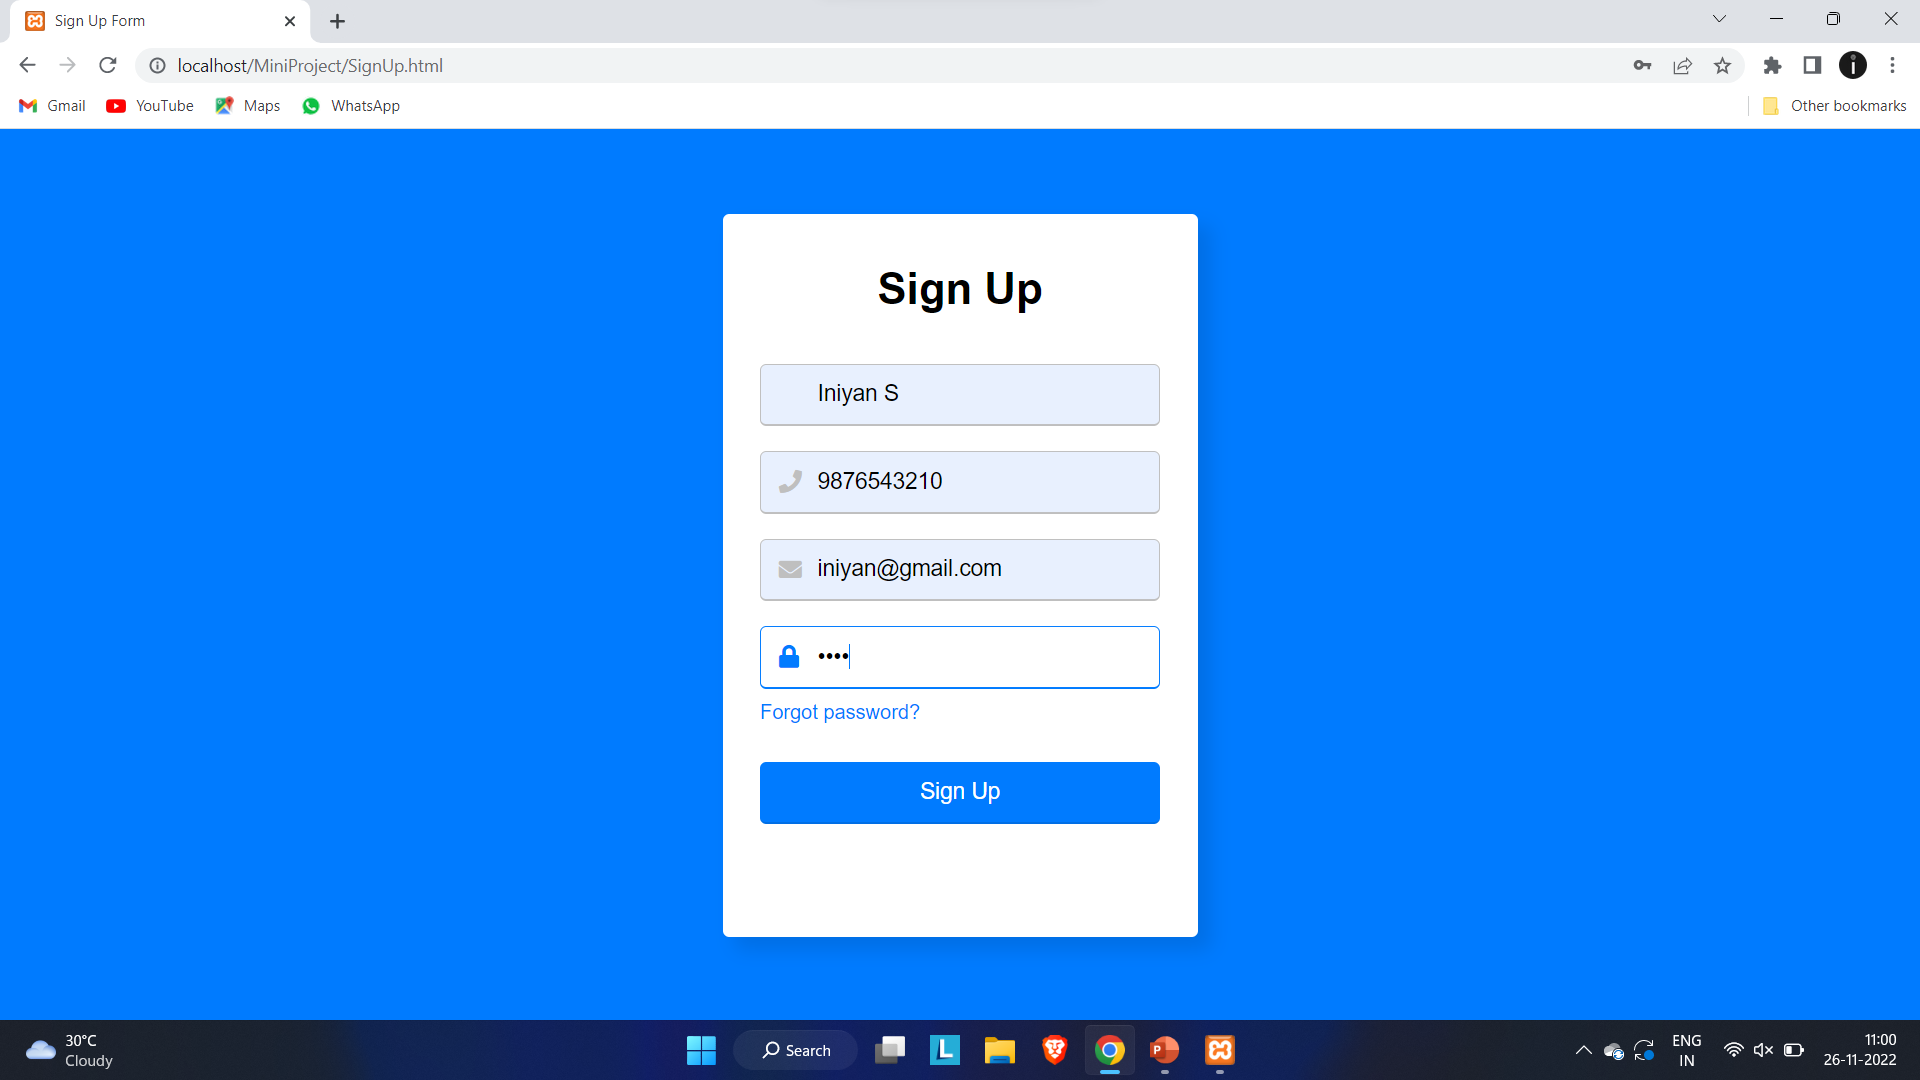 Sign Up Form
localhost/MiniProject/SignUp.html
Gmail YouTube Maps WhatsApp Other bookmarks
Sign Up
Iniyan S
9876543210
iniyan@gmail.com
••••
Forgot password?
Sign Up
30°C
Cloudy
Search
ENG
IN
11:00
26-11-2022